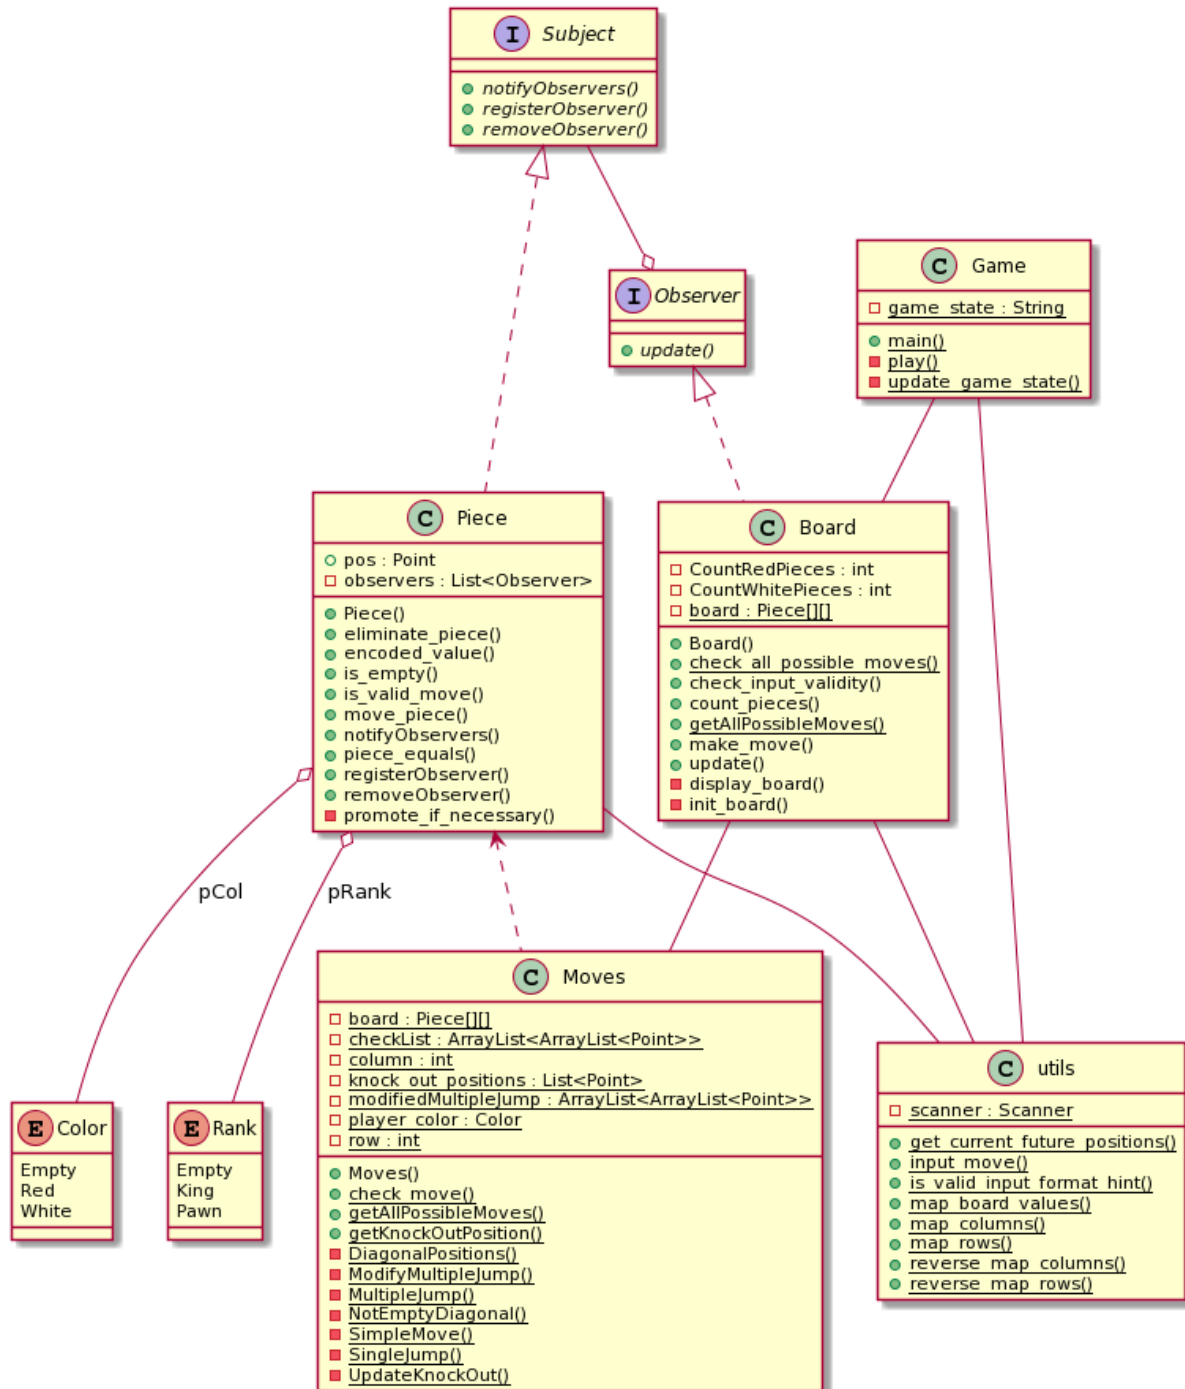 I Subject
notifyObservers()
registerObserver()
removeObserver()
I Observer
update()
C Game
game_state : String
main()
play()
update_game_state()
C Piece
pos : Point
observers : List<Observer>
Piece()
eliminate_piece()
encoded_value()
is_empty()
is_valid_move()
move_piece()
notifyObservers()
piece_equals()
registerObserver()
removeObserver()
promote_if_necessary()
C Board
CountRedPieces : int
CountWhitePieces : int
board : Piece[][]
Board()
check_all_possible_moves()
check_input_validity()
count_pieces()
getAllPossibleMoves()
make_move()
update()
display_board()
init_board()
pCol
pRank
C Moves
board : Piece[][]
checkList : ArrayList<ArrayList<Point>>
column : int
knock_out_positions : List<Point>
modifiedMultipleJump : ArrayList<ArrayList<Point>>
player_color : Color
row : int
Moves()
check_move()
getAllPossibleMoves()
getKnockOutPosition()
DiagonalPositions()
ModifyMultipleJump()
MultipleJump()
NotEmptyDiagonal()
SimpleMove()
SingleJump()
UpdateKnockOut()
E Color
Empty
Red
White
E Rank
Empty
King
Pawn
C utils
scanner : Scanner
get_current_future_positions()
input_move()
is_valid_input_format_hint()
map_board_values()
map_columns()
map_rows()
reverse_map_columns()
reverse_map_rows()